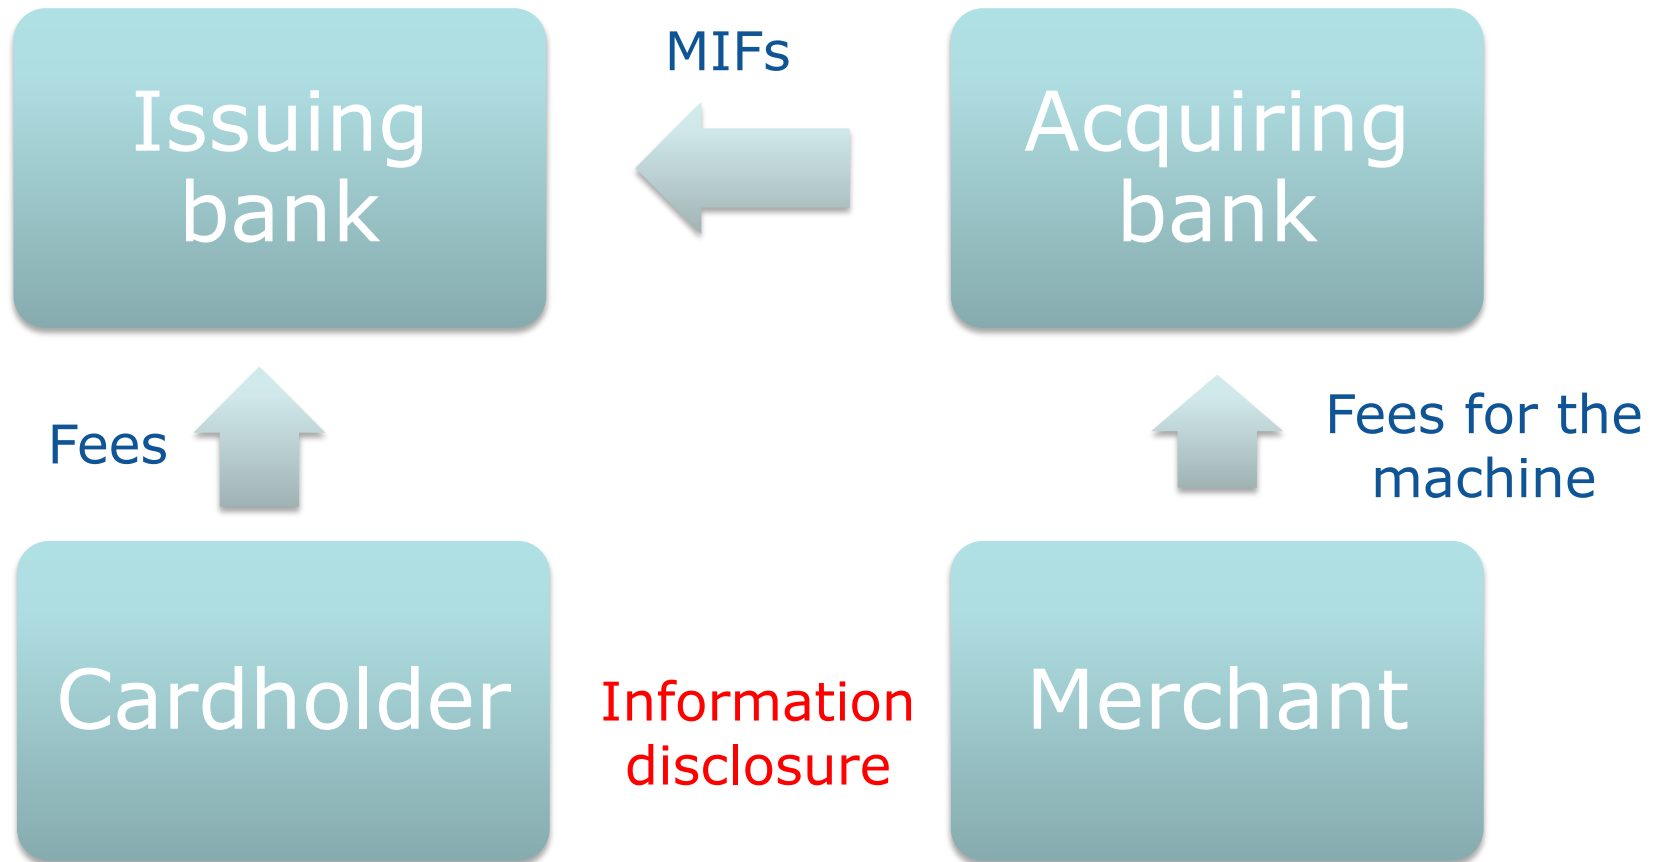 MIFs
Issuing
bank
Acquiring
bank
Fees
Fees for the
machine
Cardholder
Information
disclosure
Merchant